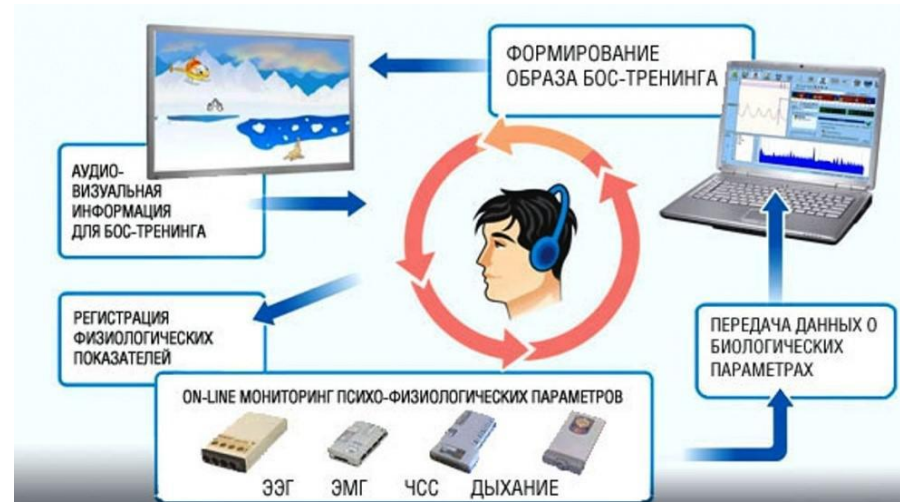 ФОРМИРОВАНИЕ
ОБРАЗА БОС-ТРЕНИНГА
АУДИО-
ВИЗУАЛЬНАЯ
ИНФОРМАЦИЯ
ДЛЯ БОС-ТРЕНИНГА
РЕГИСТРАЦИЯ
ФИЗИОЛОГИЧЕСКИХ
ПОКАЗАТЕЛЕЙ
ON-LINE МОНИТОРИНГ ПСИХО-ФИЗИОЛОГИЧЕСКИХ ПАРАМЕТРОВ
ЭЭГ ЭМГ ЧСС ДЫХАНИЕ
ПЕРЕДАЧА ДАННЫХ О
БИОЛОГИЧЕСКИХ
ПАРАМЕТРАХ